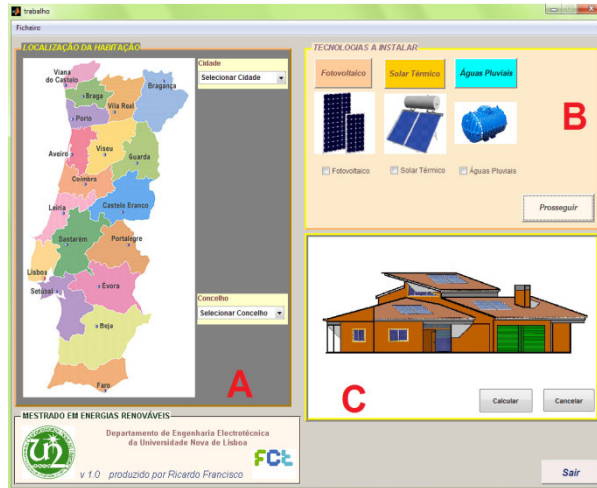 trabalho
Ficheiro
LOCALIZAÇÃO DA HABITAÇÃO
Cidade
Selecionar Cidade
Viana
do Castelo
Braga
Bragança
Vila Real
Porto
Aveiro
Viseu
Guarda
Coimbra
Leiria
Castelo Branco
Santarém
Portalegre
Lisboa
Setúbal
Évora
Beja
Faro
Concelho
Selecionar Concelho
A
TECNOLOGIAS A INSTALAR
Fotovoltaico
Solar Térmico
Águas Pluviais
B
Fotovoltaico
Solar Térmico
Águas Pluviais
Prosseguir
C
Calcular
Cancelar
MESTRADO EM ENERGIAS RENOVÁVEIS
Departamento de Engenharia Electrotécnica
da Universidade Nova de Lisboa
FCt
v 1.0 produzido por Ricardo Francisco
Sair